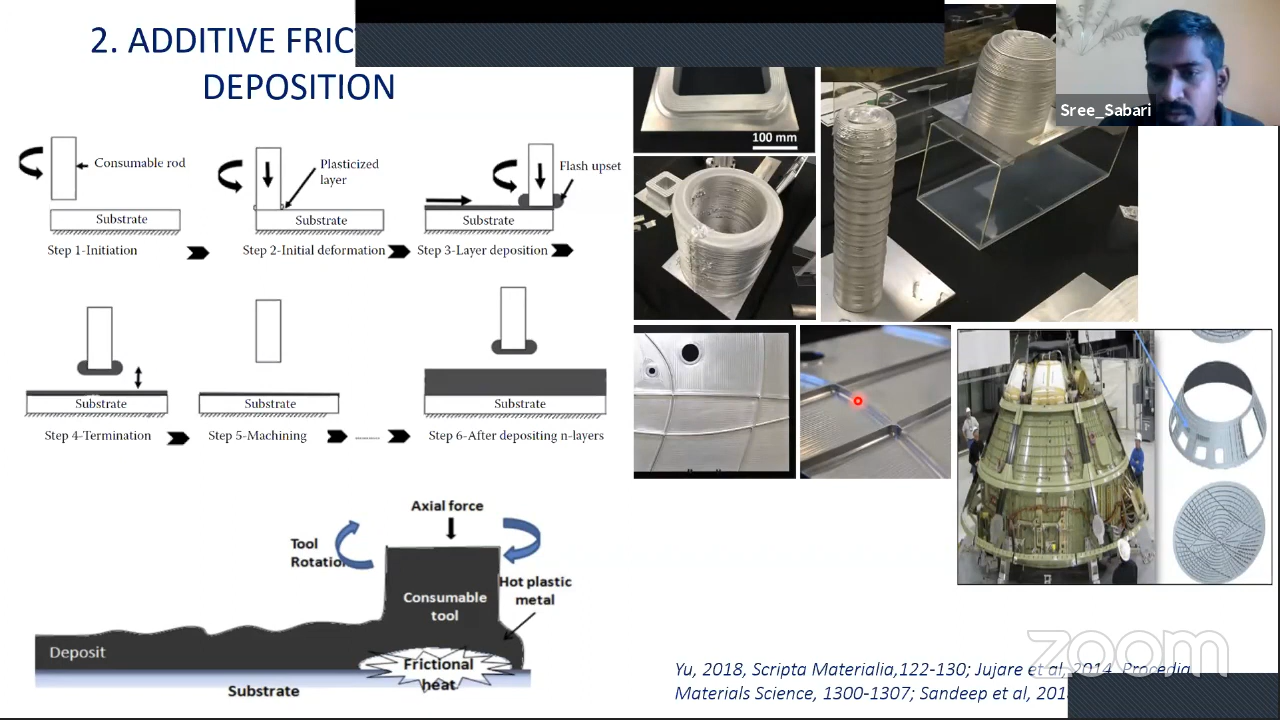 2. ADDITIVE
DEPOSITION
Consumable rod
Substrate
Step 1-Initiation
Plasticized
layer
Substrate
Step 2-Initial deformation
Flash upset
Substrate
Step 3-Layer deposition
Substrate
Step 4-Termination
Substrate
Step 5-Machining
Substrate
Step 6-After depositing n-layers
100 mm
Sree_Sabari
Axial force
Tool
Rotation
Hot plastic
metal
Consumable
tool
Deposit
Frictional
heat
Substrate
Yu, 2018, Scripta Materialia,122-130; Jujare et al, 2014, Procedia
Materials Science, 1300-1307; Sandeep et al,
zoom